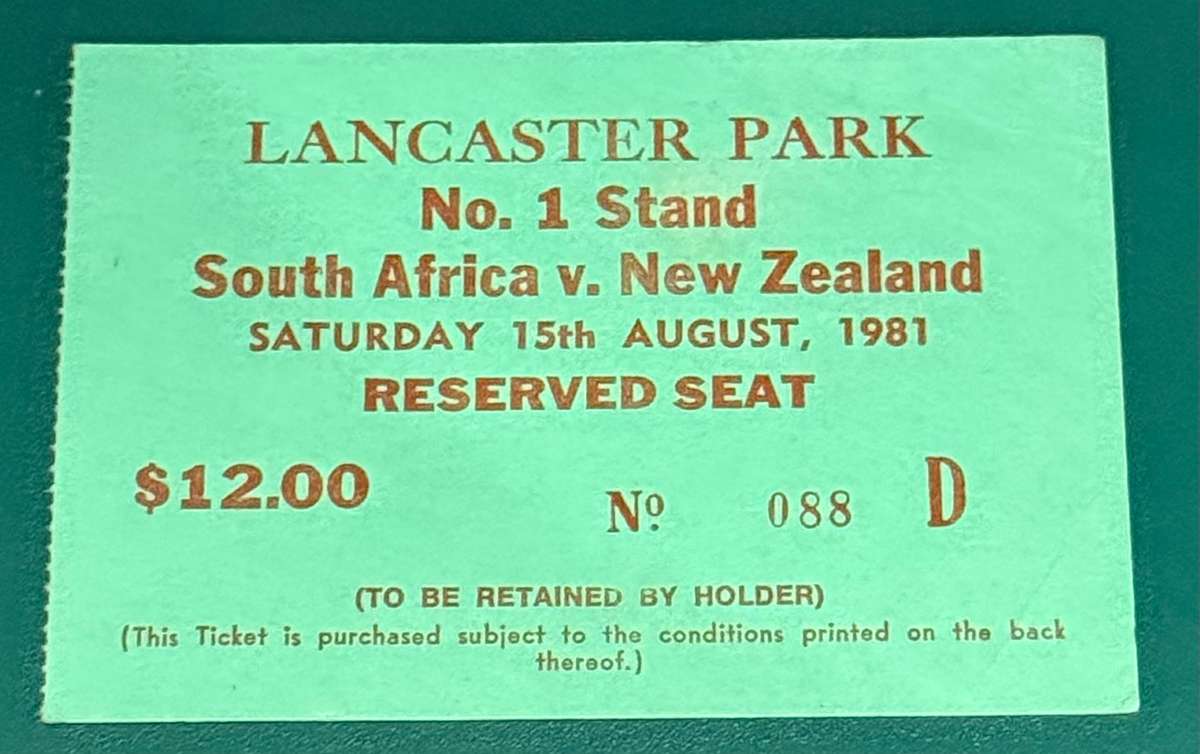 LANCASTER PARK
No. 1 Stand
South Africa v. New Zealand
SATURDAY 15th AUGUST, 1981
RESERVED SEAT
$12.00 Nº 088 D
(TO BE RETAINED BY HOLDER)
(This Ticket is purchased subject to the conditions printed on the back
thereof.)